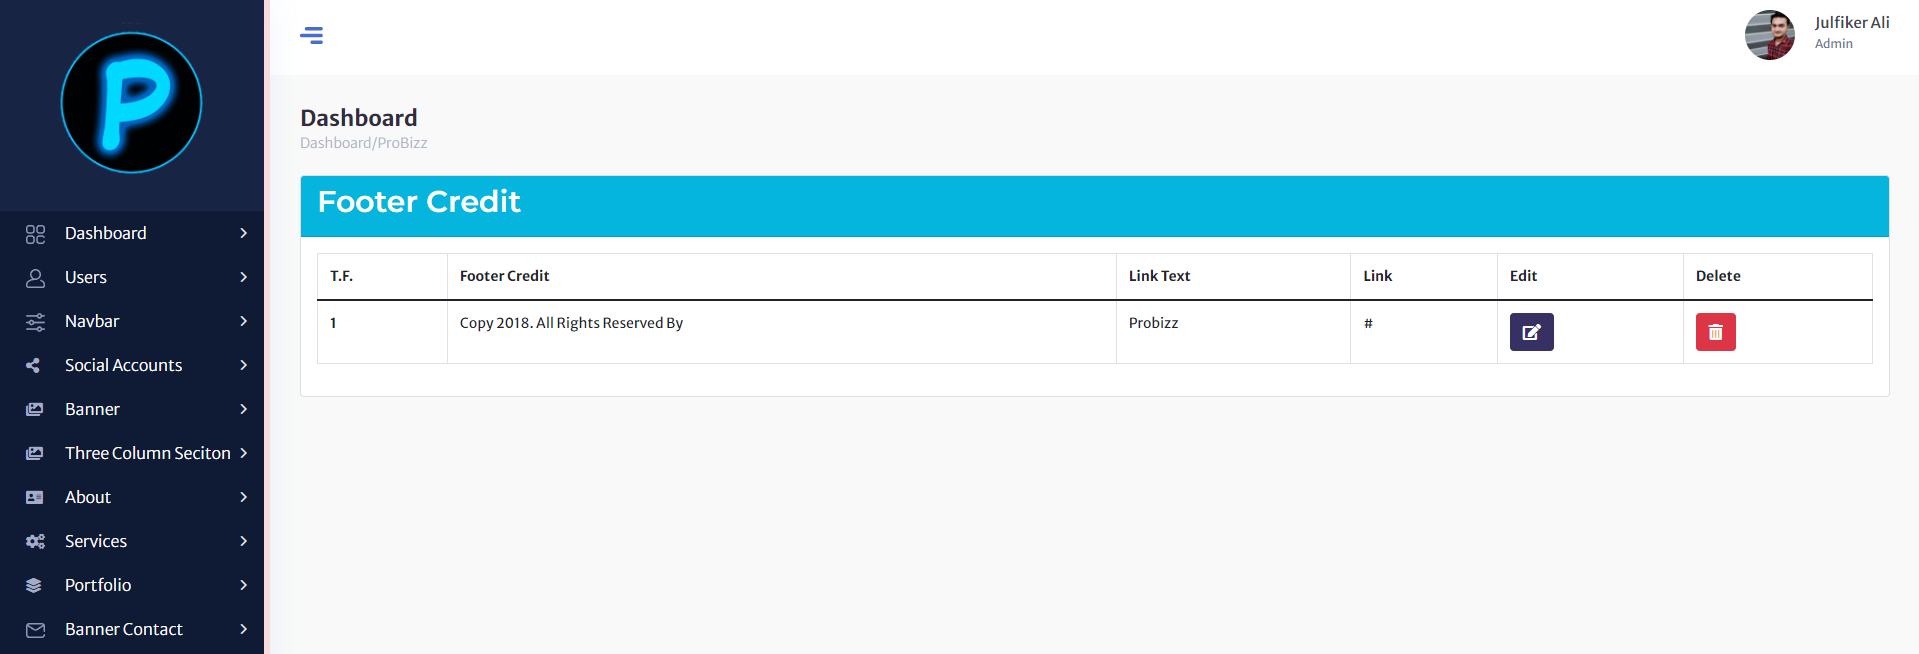 P
Dashboard
Users
Navbar
Social Accounts
Banner
Three Column Seciton
About
Services
Portfolio
Banner Contact
Julfiker Ali
Admin
Dashboard
Dashboard/ProBizz
Footer Credit
T.F. Footer Credit Link Text Link Edit Delete
1 Copy 2018. All Rights Reserved By Probizz #